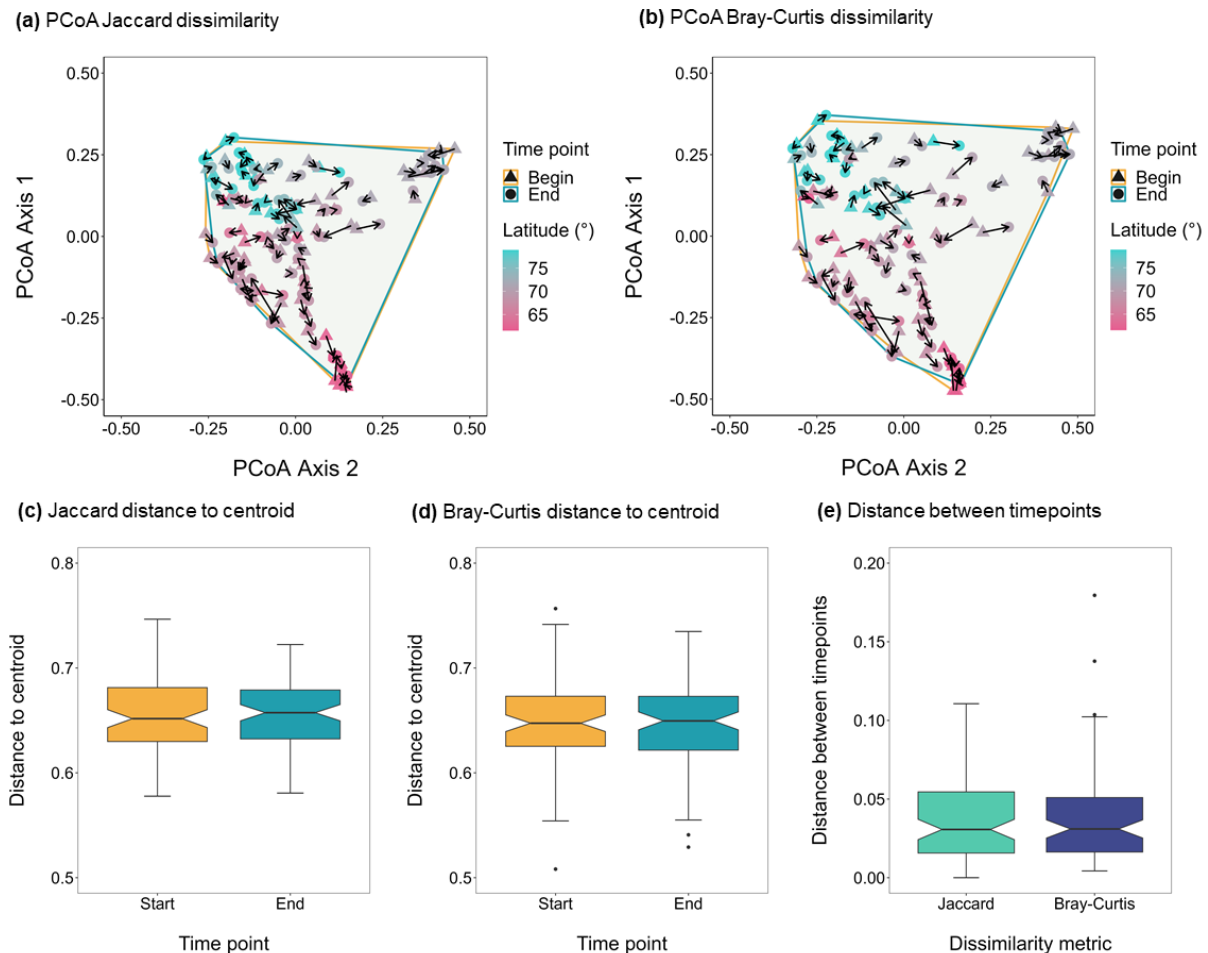 (a) PCoA Jaccard dissimilarity
0.50
0.25
0.00
-0.25
-0.50
PCoA Axis 1
-0.50 -0.25 0.00 0.25 0.50
PCoA Axis 2
Time point
Begin
End
Latitude (°)
75
70
65
(b) PCoA Bray-Curtis dissimilarity
0.50
0.25
0.00
-0.25
-0.50
PCoA Axis 1
-0.50 -0.25 0.00 0.25 0.50
PCoA Axis 2
Time point
Begin
End
Latitude (°)
75
70
65
(c) Jaccard distance to centroid
0.8
0.7
0.6
0.5
Distance to centroid
Start End
Time point
(d) Bray-Curtis distance to centroid
0.8
0.7
0.6
0.5
Distance to centroid
Start End
Time point
(e) Distance between timepoints
0.20
0.15
0.10
0.05
0.00
Distance between timepoints
Jaccard Bray-Curtis
Dissimilarity metric